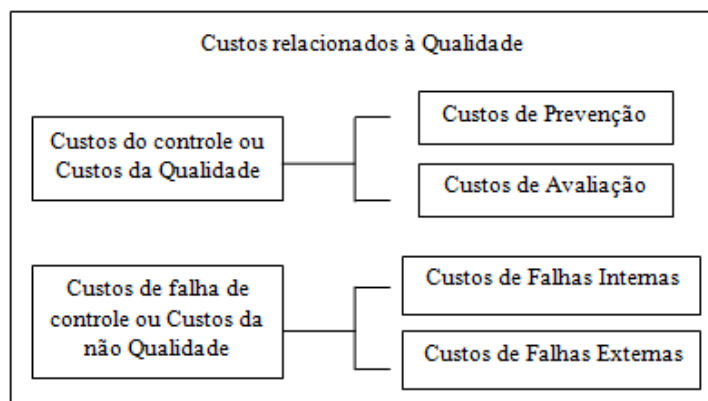 Custos relacionados à Qualidade
Custos do controle ou
Custos da Qualidade
Custos de Prevenção
Custos de Avaliação
Custos de falha de
controle ou Custos da
não Qualidade
Custos de Falhas Internas
Custos de Falhas Externas